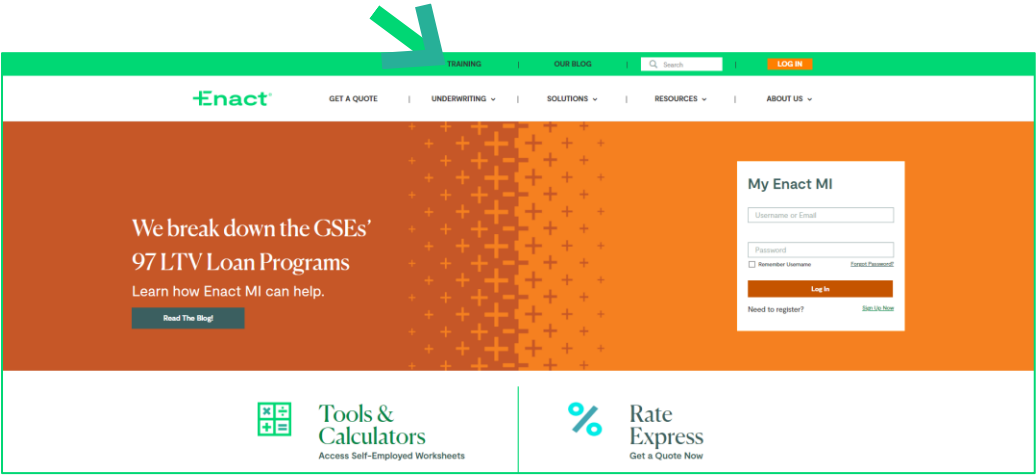 TRAINING | OUR BLOG | Search | LOG IN
Enact
GET A QUOTE | UNDERWRITING | SOLUTIONS | RESOURCES | ABOUT US
We break down the GSEs’
97 LTV Loan Programs
Learn how Enact MI can help.
Read The Blog!
My Enact MI
Username or Email
Password
Remember Username Forgot Password?
Log In
Need to register? Sign Up Now
Tools &
Calculators
Access Self-Employed Worksheets
Rate
Express
Get a Quote Now